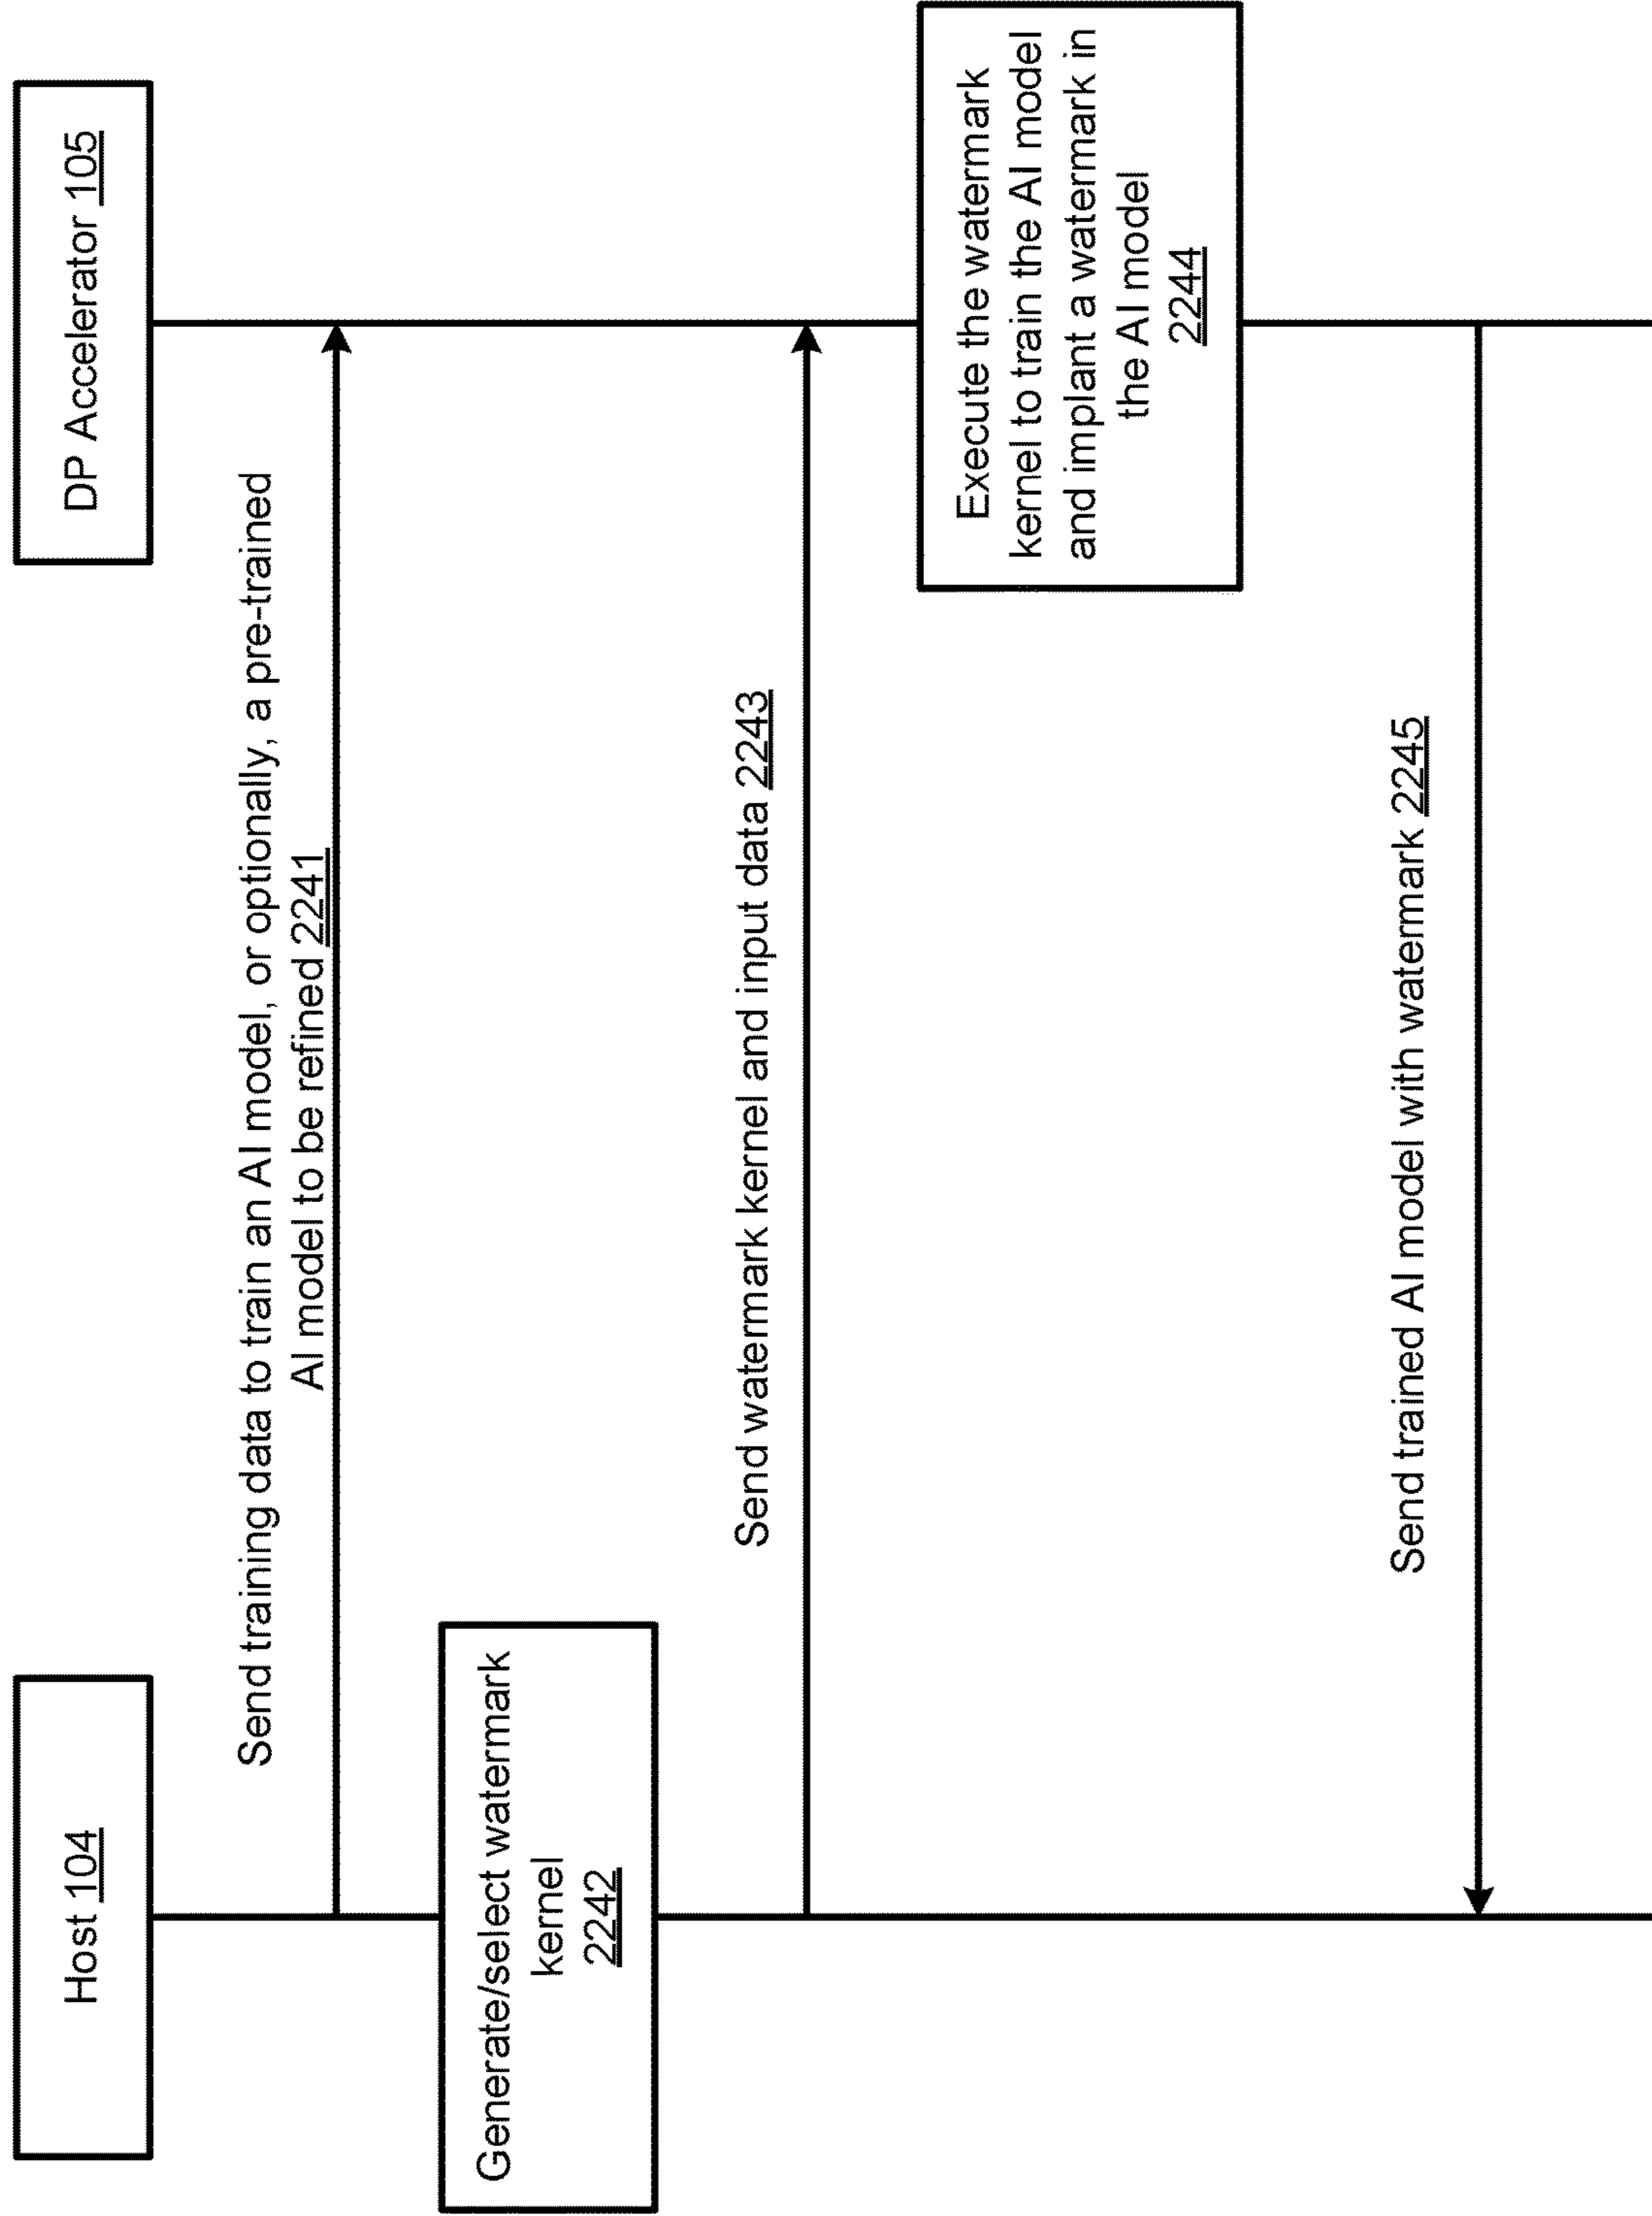 Host 104
DP Accelerator 105
Send training data to train an AI model, or optionally, a pre-trained
AI model to be refined 2241
Generate/select watermark
kernel
2242
Send watermark kernel and input data 2243
Execute the watermark
kernel to train the AI model
and implant a watermark in
the AI model
2244
Send trained AI model with watermark 2245